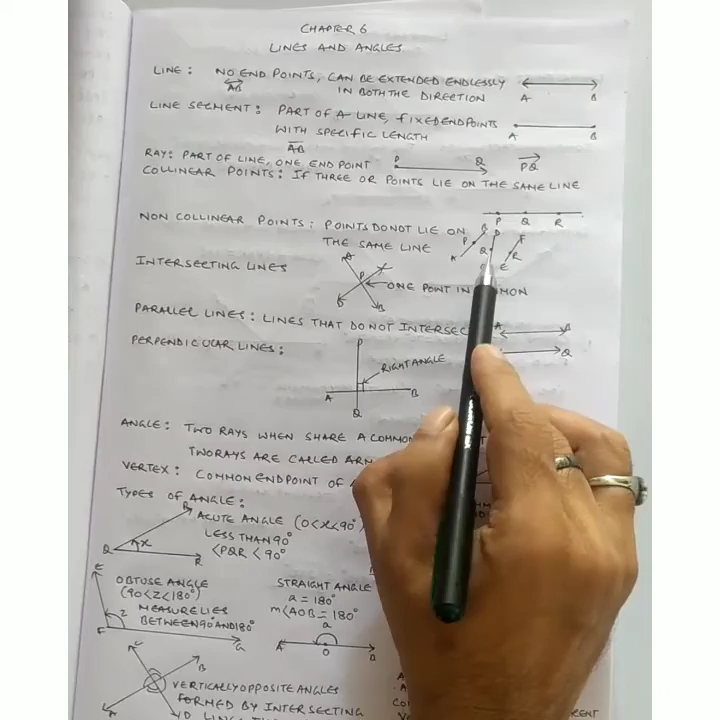 CHAPTER 6
LINES AND ANGLES
LINE: NO END POINTS, CAN BE EXTENDED ENDLESSLY
AB IN BOTH THE DIRECTION A B
LINE SEGMENT: PART OF A LINE, FIXED END POINTS
WITH SPECIFIC LENGTH A B
AB
RAY: PART OF LINE, ONE END POINT P Q PQ
COLLINEAR POINTS: IF THREE OR POINTS LIE ON THE SAME LINE
P Q R
NON COLLINEAR POINTS: POINTS DO NOT LIE ON
THE SAME LINE P Q R
INTERSECTING LINES
P ONE POINT IN COMMON
PARALLEL LINES: LINES THAT DO NOT INTERSEC A B
PERPENDICULAR LINES: P Q
RIGHT ANGLE
A B
Q
ANGLE: TWO RAYS WHEN SHARE A COMMON
TWO RAYS ARE CALLED
VERTEX: COMMON ENDPOINT OF
TYPES OF ANGLE:
ACUTE ANGLE (0<X<90°)
LESS THAN 90°
<PQR < 90°
Q X R
E
OBTUSE ANGLE
(90<Z<180°)
MEASURE LIES
BETWEEN 90° AND 180°
Z F G
STRAIGHT ANGLE
a = 180°
m<AOB = 180°
a
A O B
C B
VERTICALLY OPPOSITE ANGLES
FORMED BY INTERSECTING
A D LINES